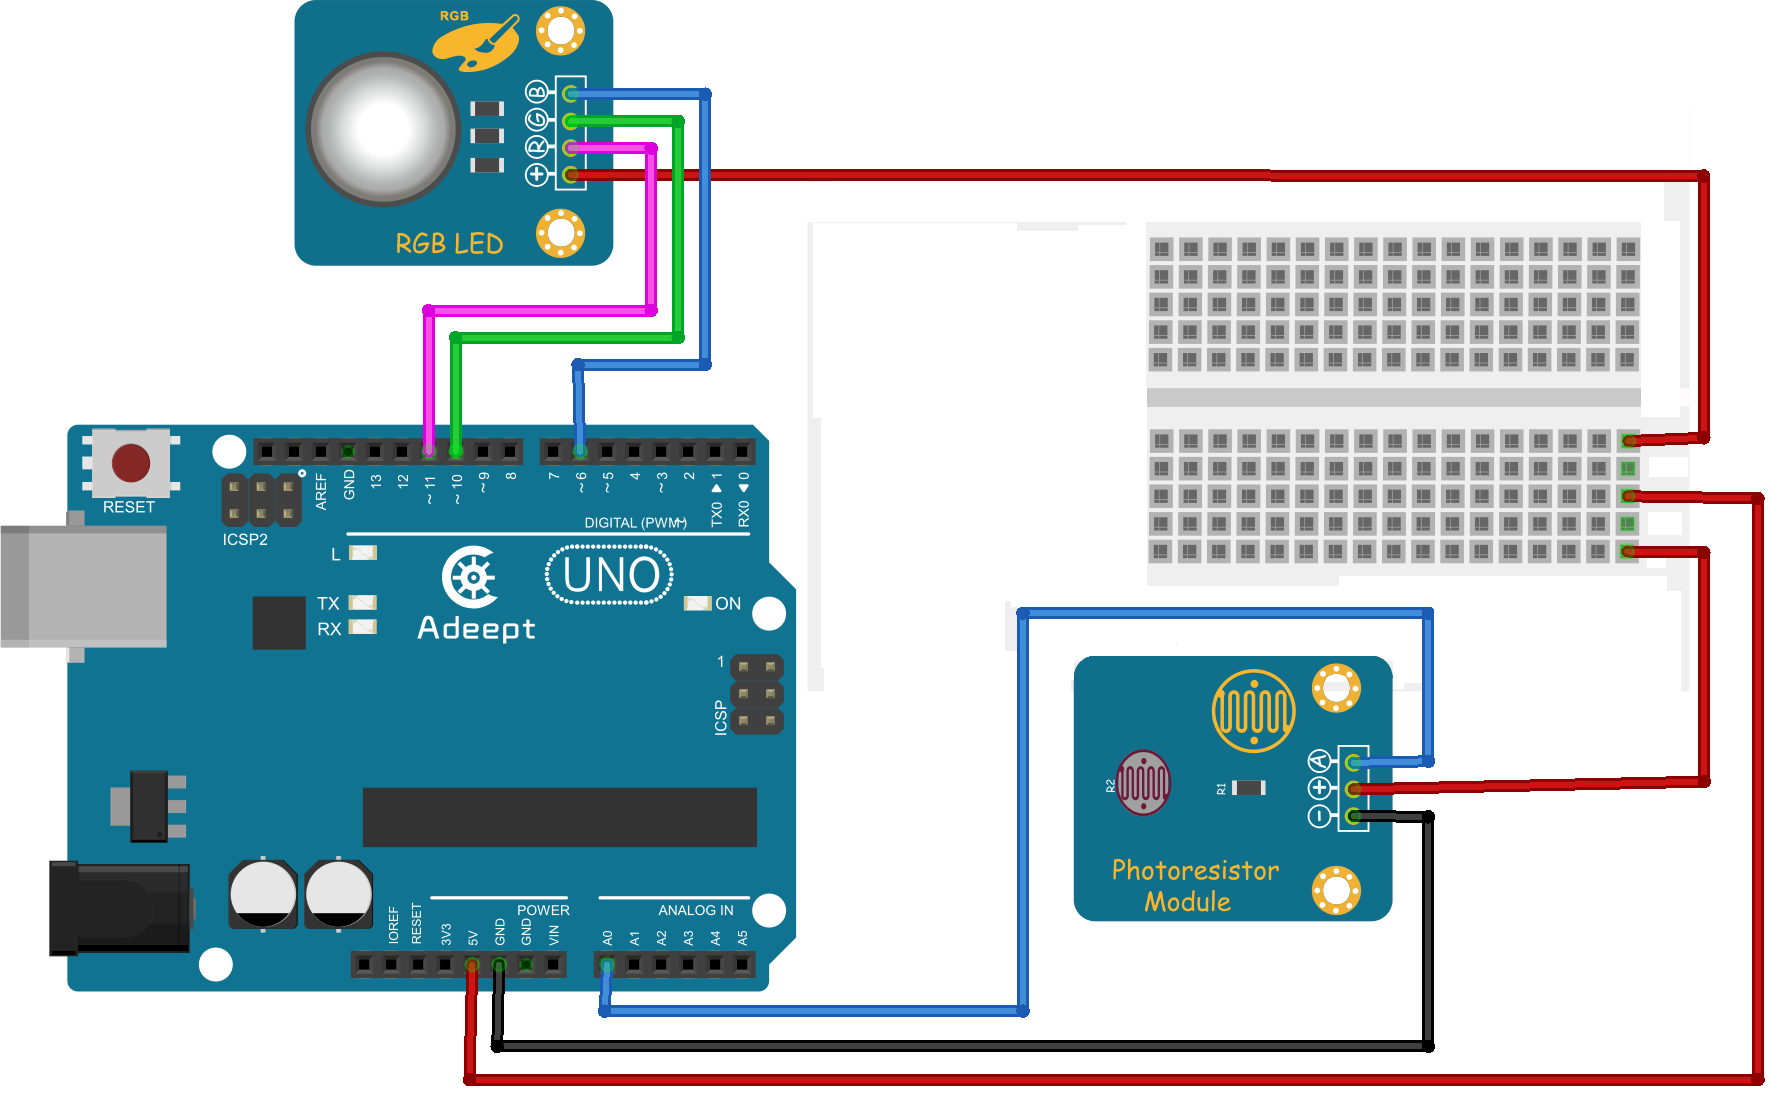 RGB
B
G
R
+
RGB LED
RESET
ICSP2
AREF
GND
13
12
~11
~10
~9
8
7
~6
~5
4
~3
2
TX0 ▶ 1
RX0 ◀ 0
DIGITAL (PWM~)
L
TX
RX
UNO
ON
Adeept
1
ICSP
IOREF
RESET
3V3
5V
GND
GND
VIN
POWER
ANALOG IN
A0
A1
A2
A3
A4
A5
R2
R1
A
+
-
Photoresistor
Module